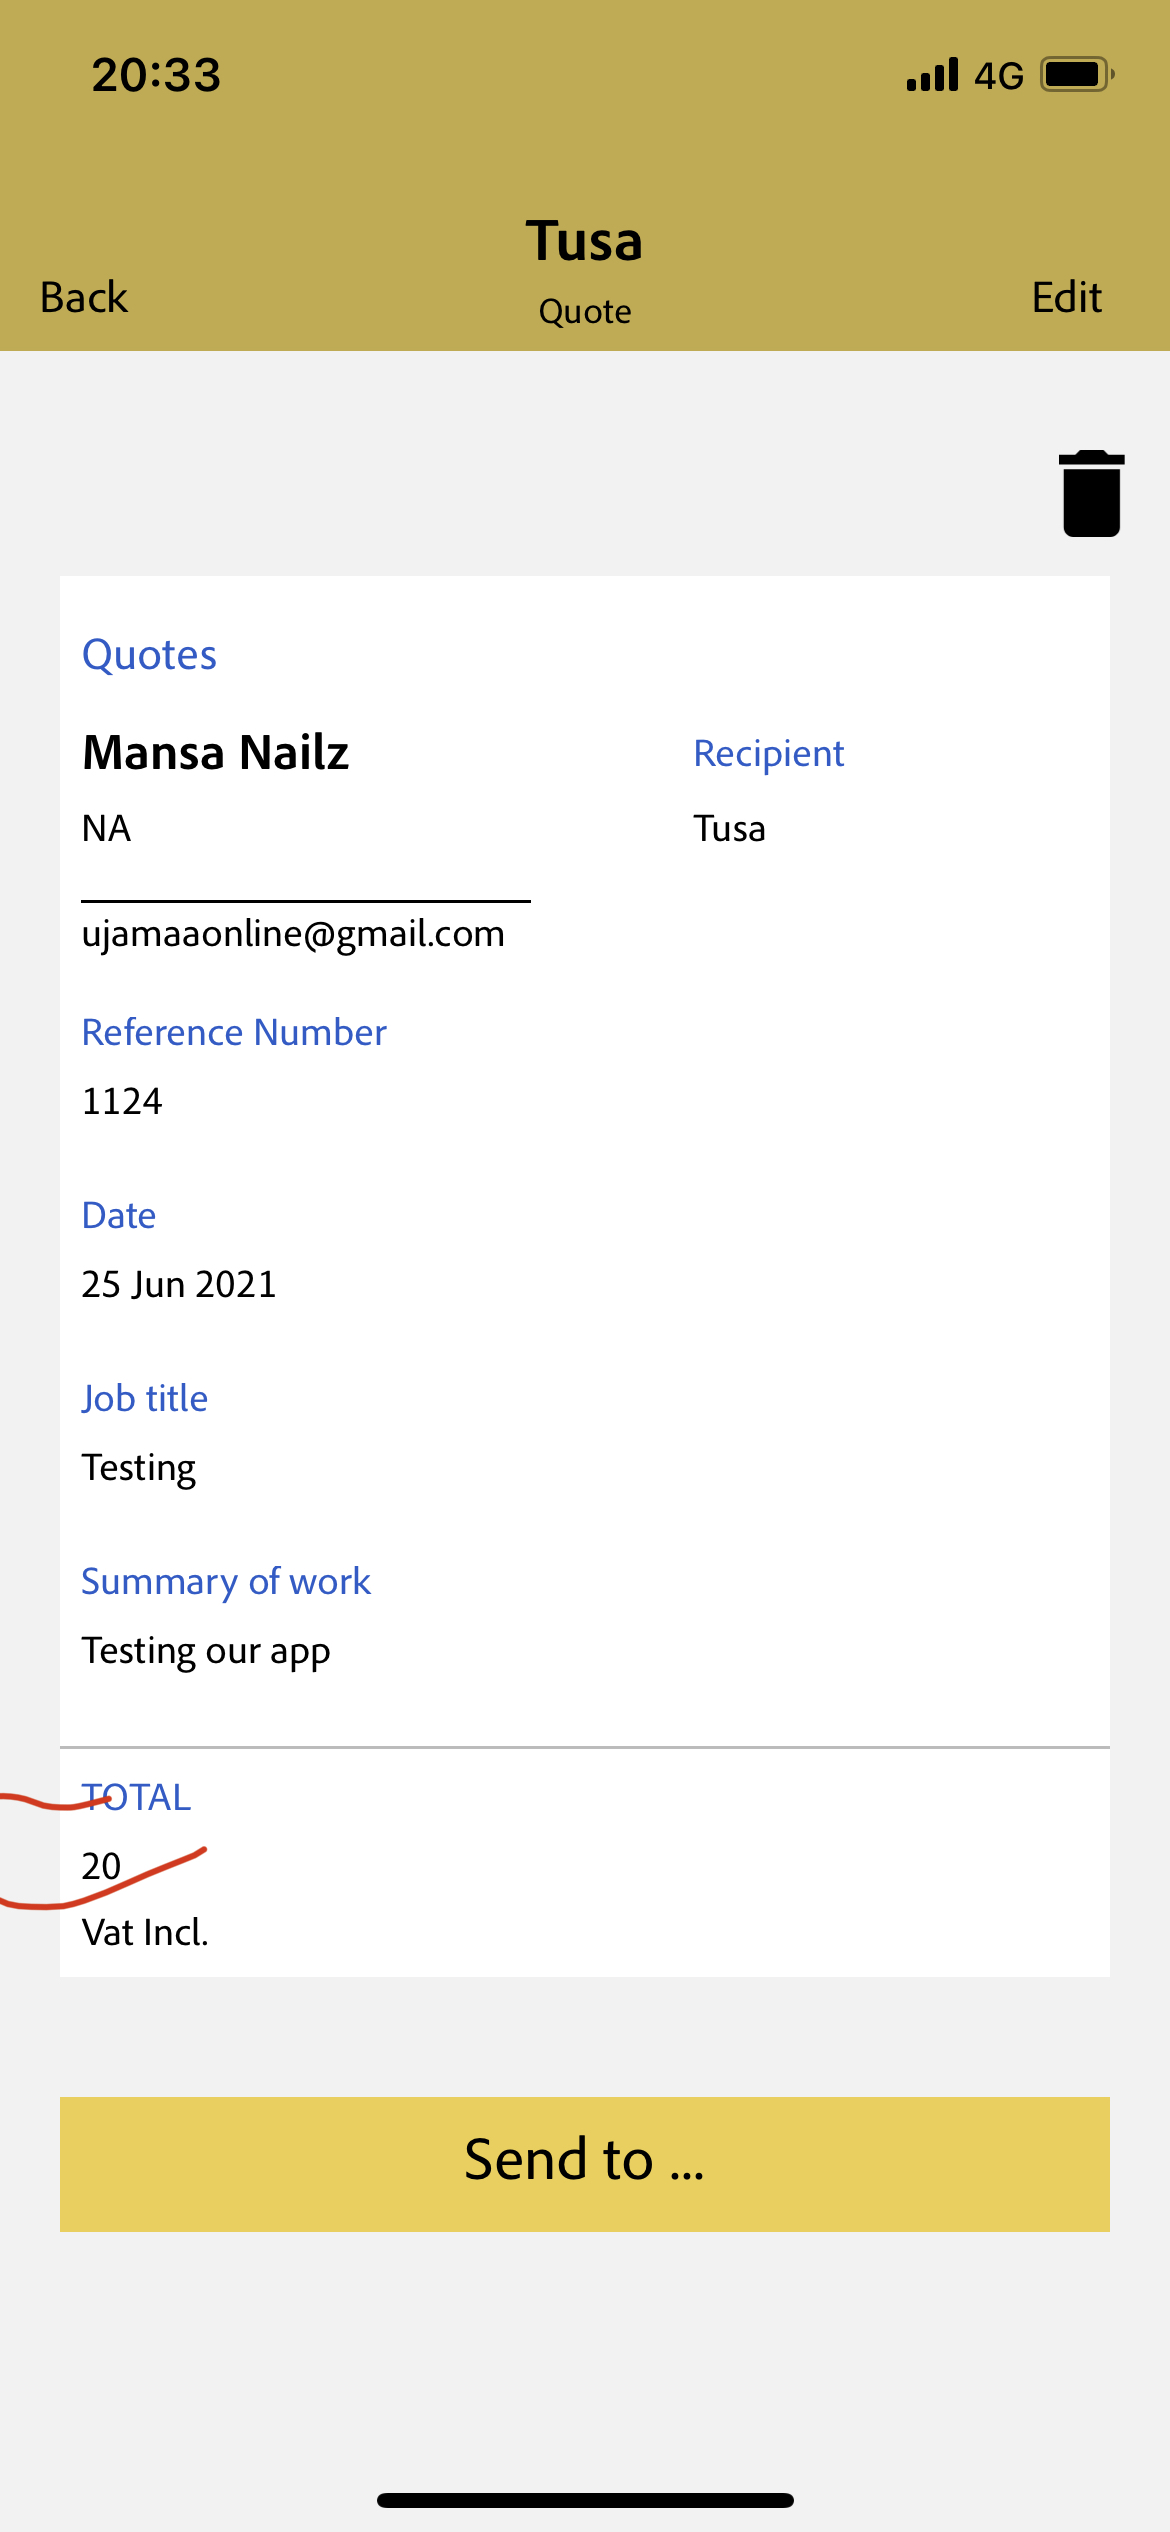 20:33 4G
Tusa
Back Edit
Quote
Quotes
Mansa Nailz Recipient
NA Tusa
ujamaaonline@gmail.com
Reference Number
1124
Date
25 Jun 2021
Job title
Testing
Summary of work
Testing our app
TOTAL
20
Vat Incl.
Send to ...